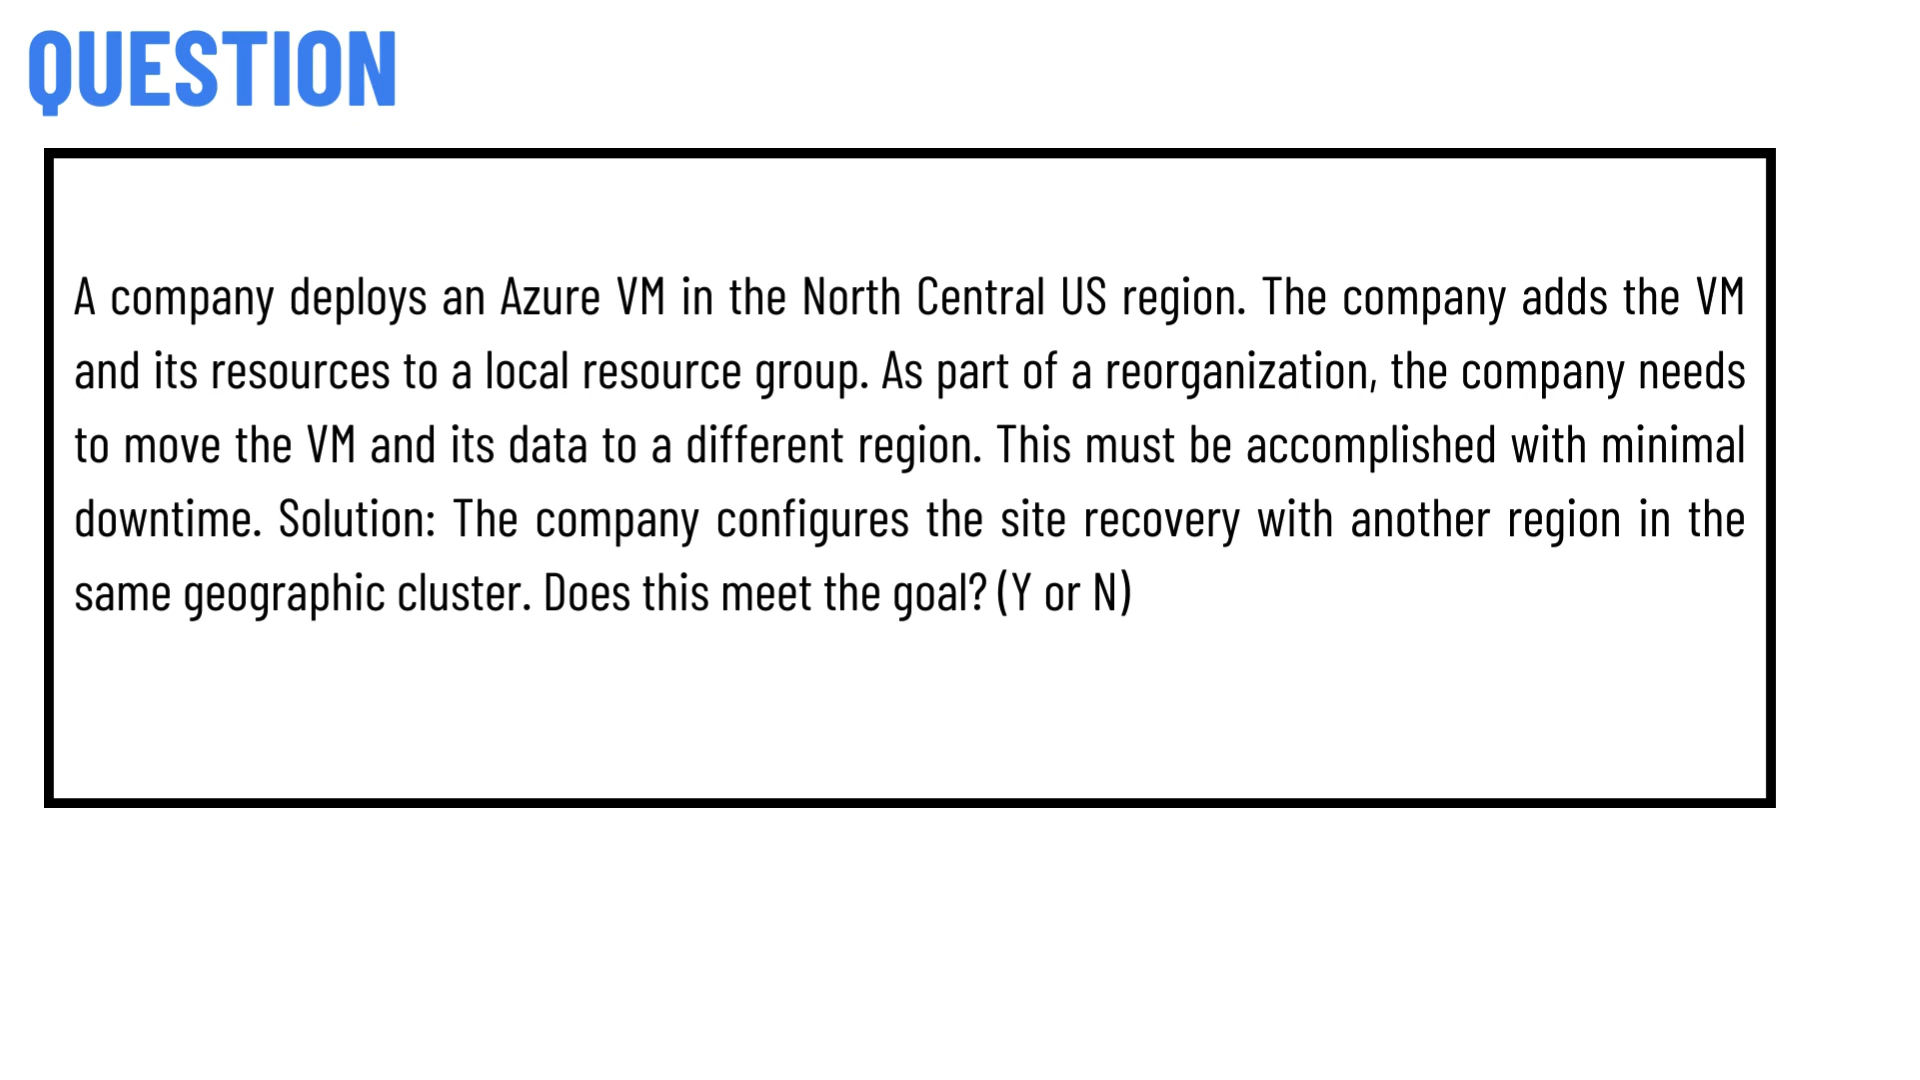 QUESTION
A company deploys an Azure VM in the North Central US region. The company adds the VM
and its resources to a local resource group. As part of a reorganization, the company needs
to move the VM and its data to a different region. This must be accomplished with minimal
downtime. Solution: The company configures the site recovery with another region in the
same geographic cluster. Does this meet the goal? (Y or N)